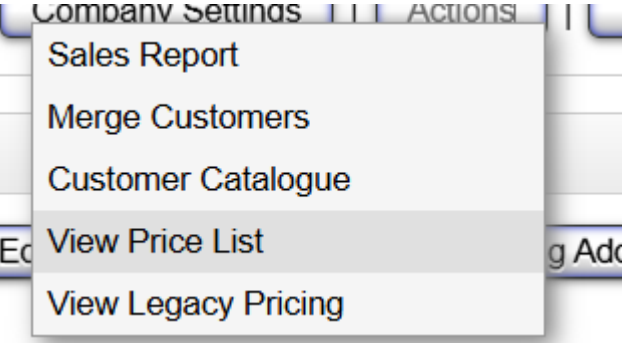 Company Settings | | Actions | |
Sales Report
Merge Customers
Customer Catalogue
View Price List
View Legacy Pricing